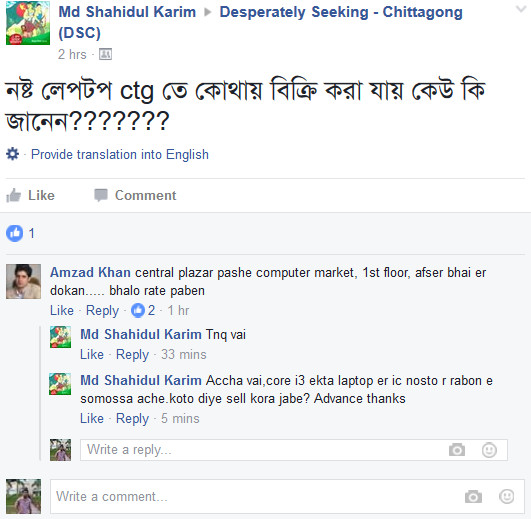 Md Shahidul Karim ▶ Desperately Seeking - Chittagong
(DSC)
2 hrs ·
নষ্ট লেপটপ ctg তে কোথায় বিক্রি করা যায় কেউ কি
জানেন???????
· Provide translation into English
Like Comment
1
Amzad Khan central plazar pashe computer market, 1st floor, afser bhai er
dokan..... bhalo rate paben
Like · Reply · 2 · 1 hr
Md Shahidul Karim Tnq vai
Like · Reply · 33 mins
Md Shahidul Karim Accha vai,core i3 ekta laptop er ic nosto r rabon e
somossa ache.koto diye sell kora jabe? Advance thanks
Like · Reply · 5 mins
Write a reply...
Write a comment...